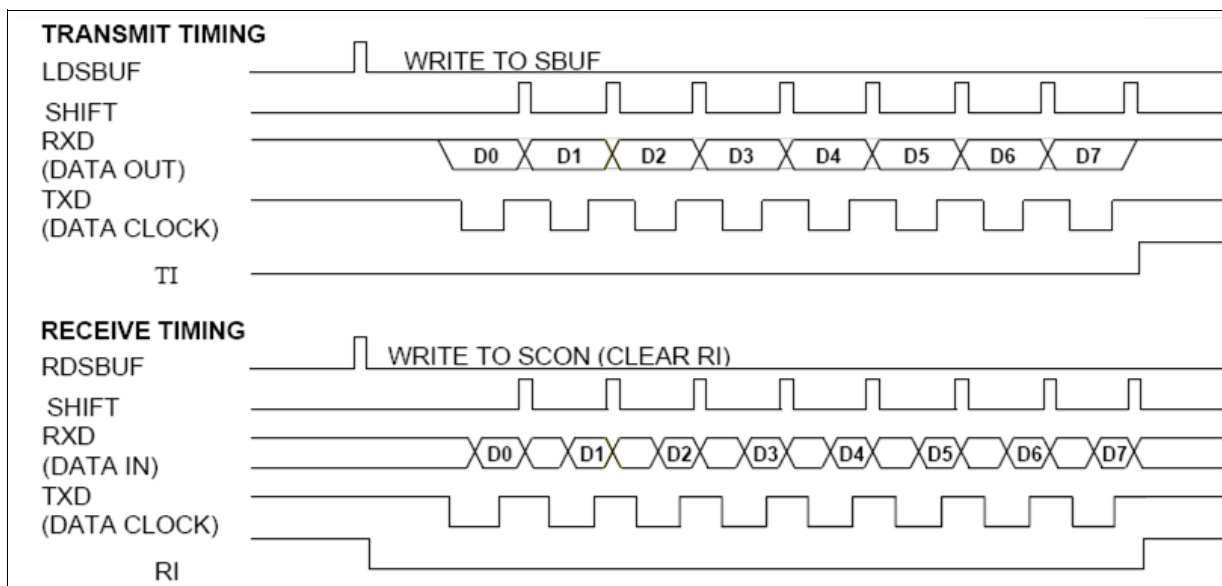 TRANSMIT TIMING
LDSBUF
WRITE TO SBUF
SHIFT
RXD
(DATA OUT)
D0 D1 D2 D3 D4 D5 D6 D7
TXD
(DATA CLOCK)
TI
RECEIVE TIMING
RDSBUF
WRITE TO SCON (CLEAR RI)
SHIFT
RXD
(DATA IN)
D0 D1 D2 D3 D4 D5 D6 D7
TXD
(DATA CLOCK)
RI